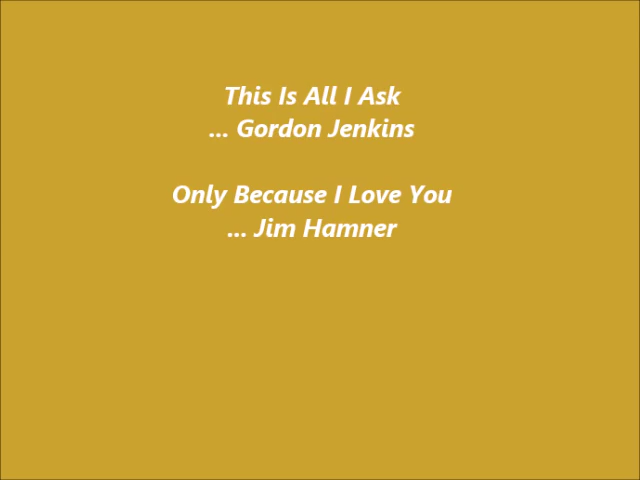 This Is All I Ask
... Gordon Jenkins
Only Because I Love You
... Jim Hamner